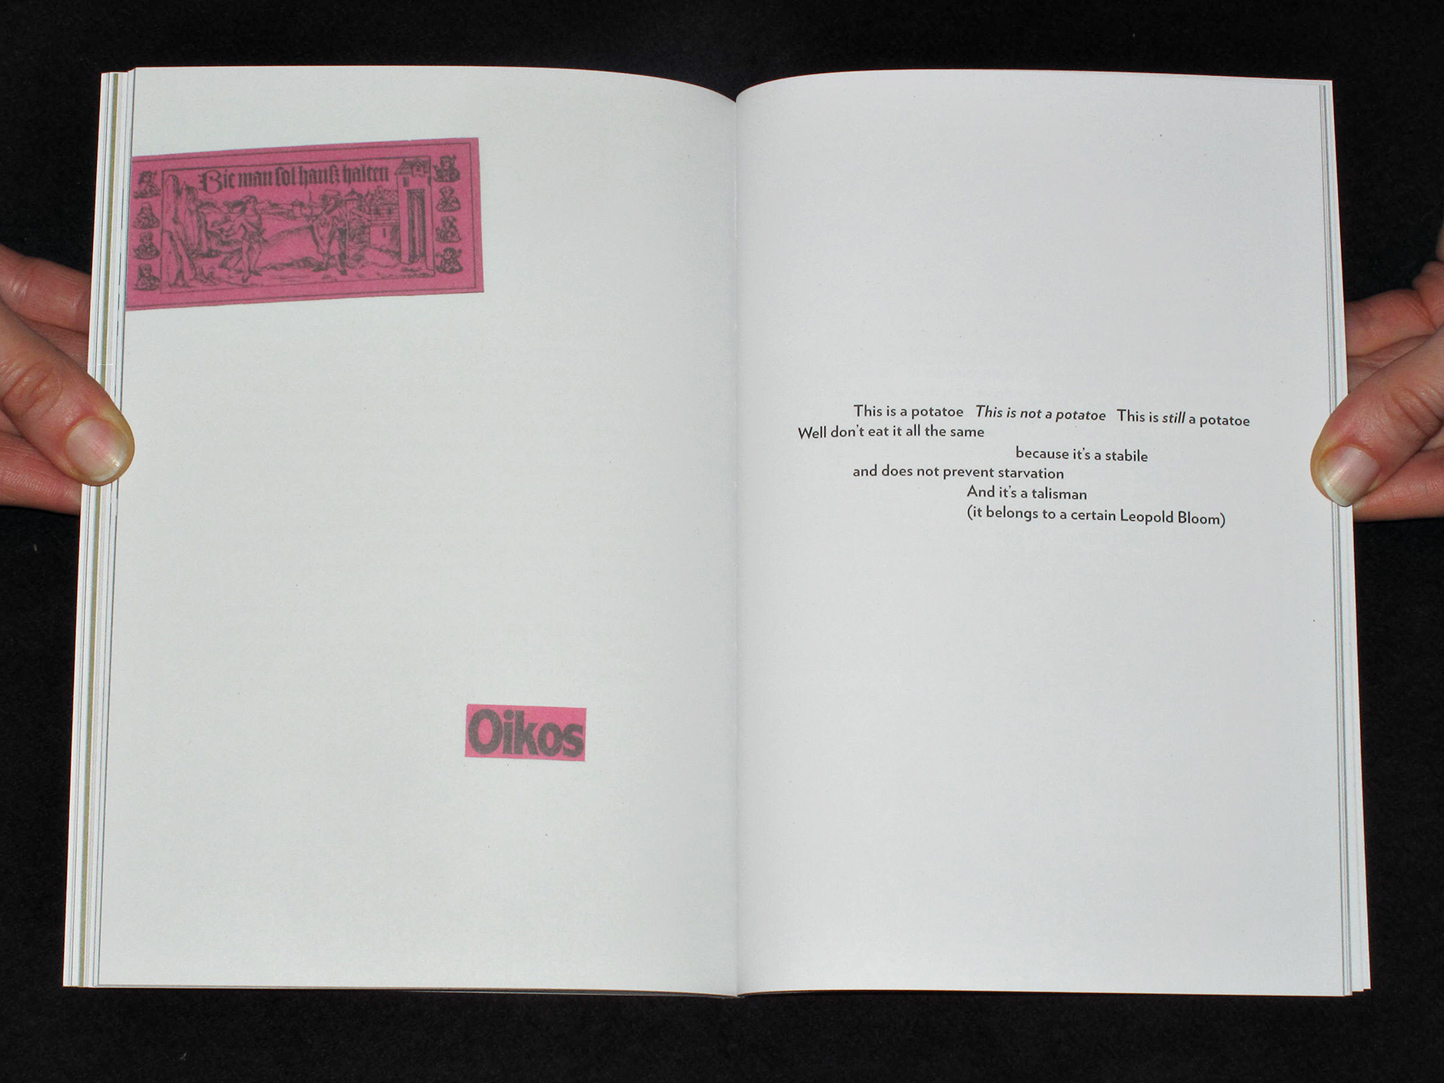 Wie man sol hauß halten
Oikos
This is a potatoe This is not a potatoe This is still a potatoe
Well don't eat it all the same
because it's a stabile
and does not prevent starvation
And it's a talisman
(it belongs to a certain Leopold Bloom)